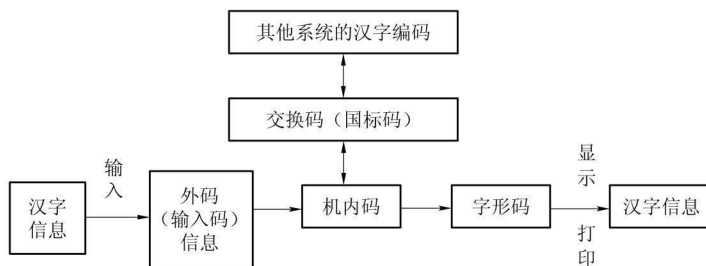 其他系统的汉字编码
交换码（国标码）
汉字
信息
输入
外码
（输入码）
信息
机内码
字形码
显示
打印
汉字信息